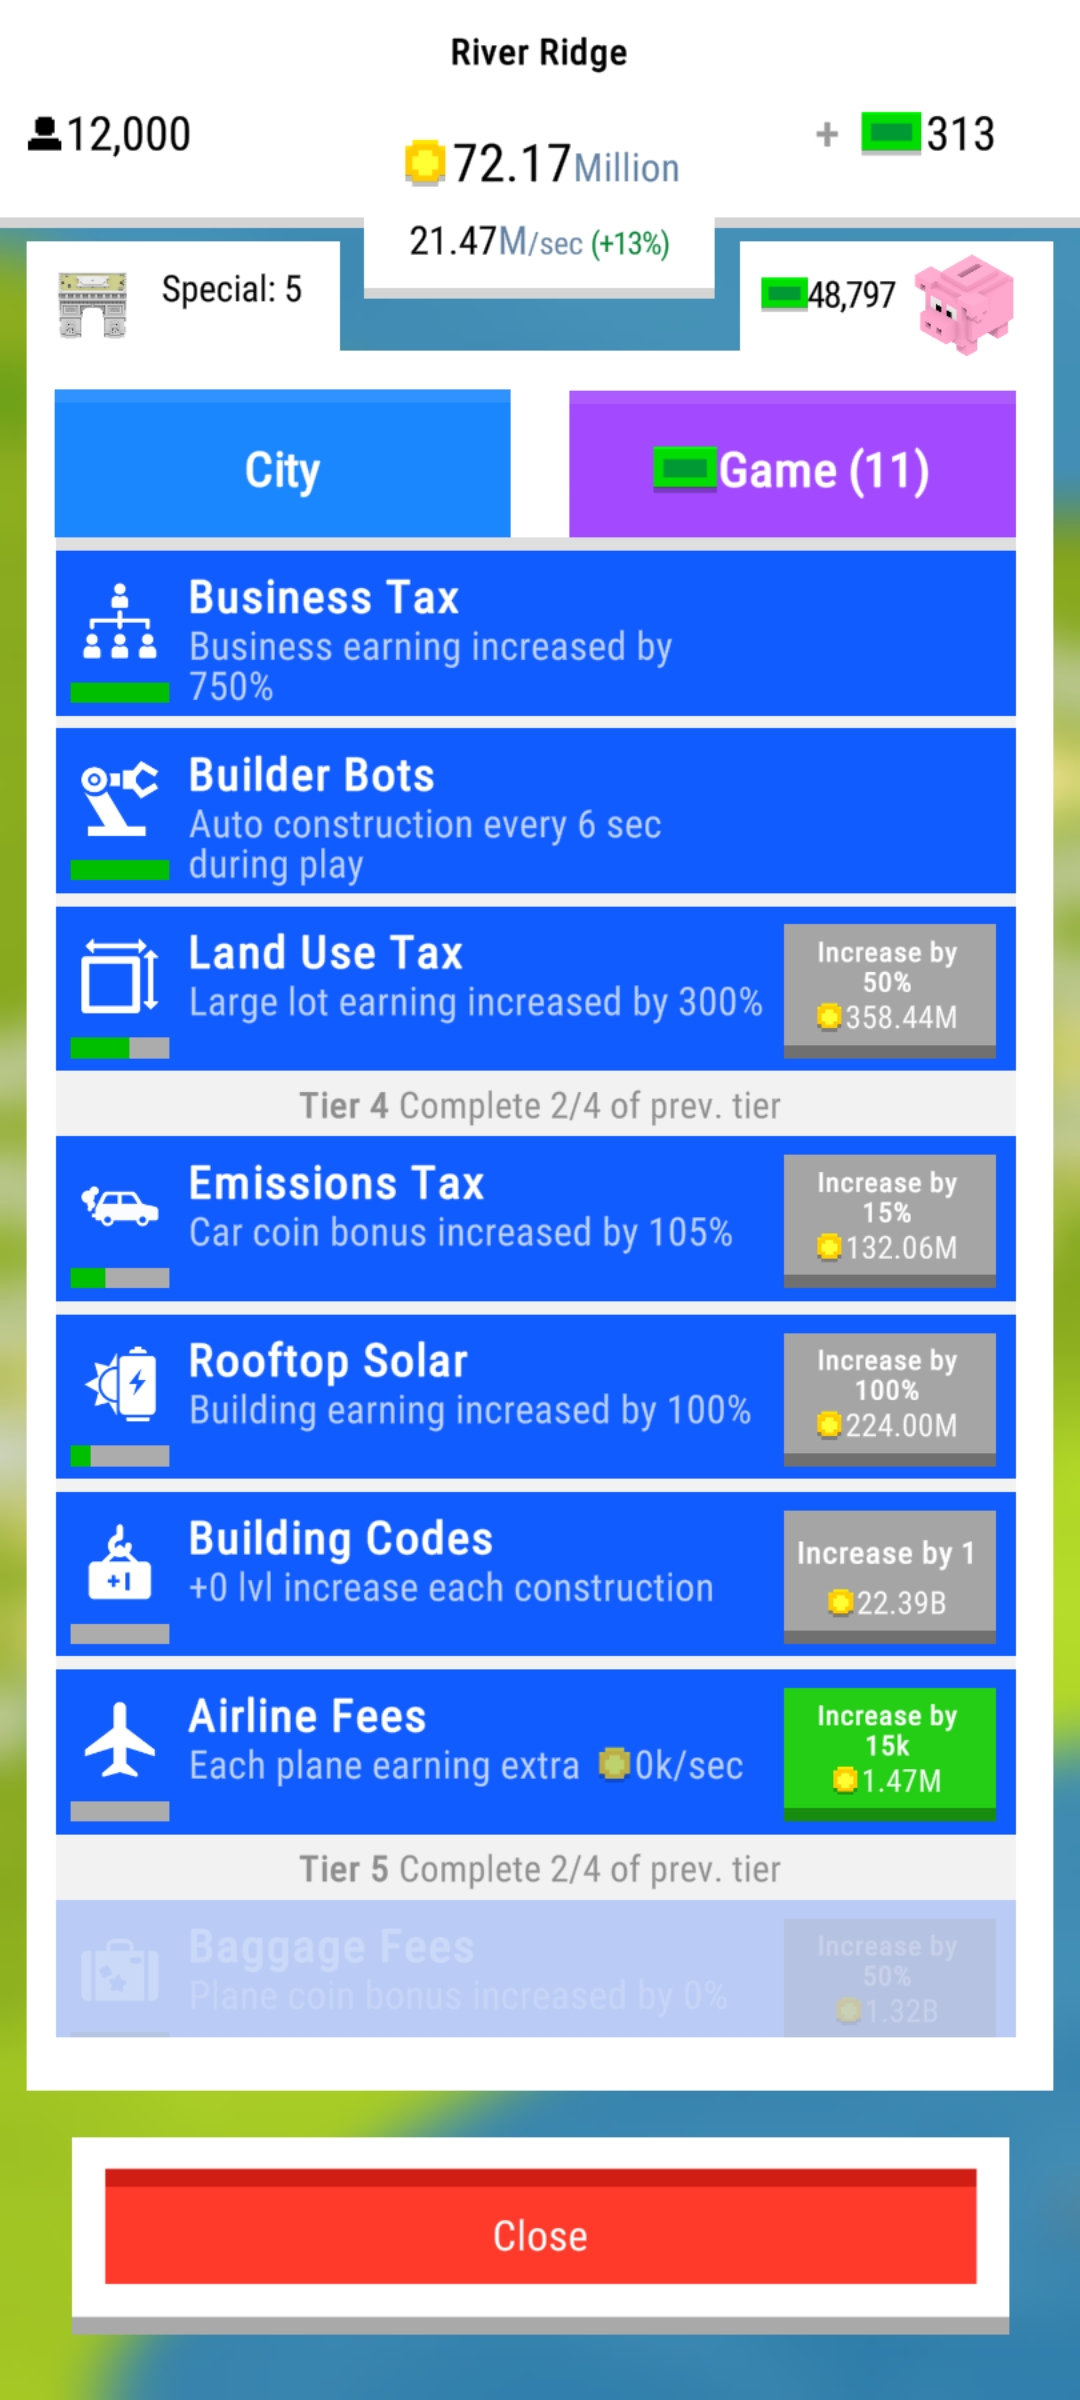 River Ridge
12,000
72.17Million
+ 313
21.47M/sec (+13%)
Special: 5
48,797
City
Game (11)
Business Tax
Business earning increased by
750%
Builder Bots
Auto construction every 6 sec
during play
Land Use Tax
Large lot earning increased by 300%
Increase by
50%
358.44M
Tier 4 Complete 2/4 of prev. tier
Emissions Tax
Car coin bonus increased by 105%
Increase by
15%
132.06M
Rooftop Solar
Building earning increased by 100%
Increase by
100%
224.00M
+1
Building Codes
+0 lvl increase each construction
Increase by 1
22.39B
Airline Fees
Each plane earning extra 0k/sec
Increase by
15k
1.47M
Tier 5 Complete 2/4 of prev. tier
Baggage Fees
Plane coin bonus increased by 0%
Increase by
50%
1.32B
Close